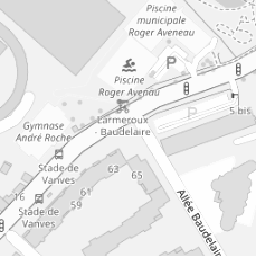 Piscine
municipale
Roger Aveneau
P
Piscine
Roger Avenau
5 bis
P
Larmeroux -
Baudelaire
Gymnase
André Roche
Stade de
Vanves
63
65
61
59
16
Stade de
Vanves
Allée Baudelaire